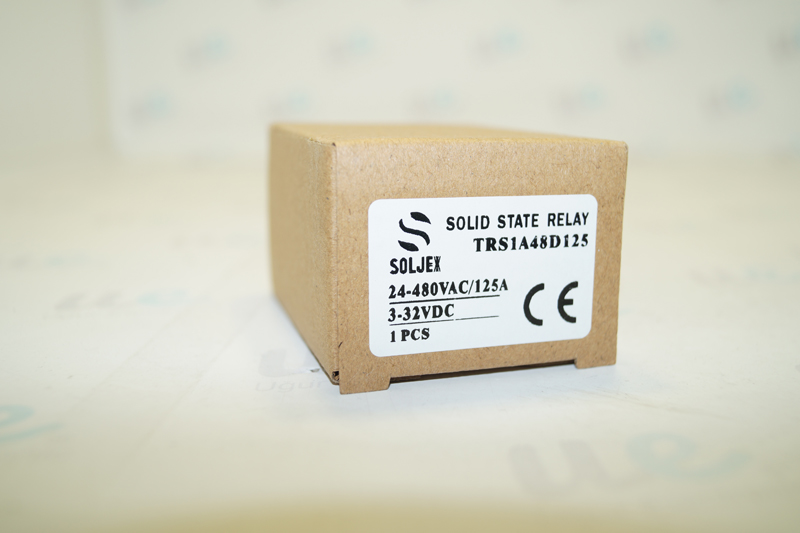 SOLID STATE RELAY
TRS1A48D125
SOLJEX
24-480VAC/125A
3-32VDC
1 PCS
CE